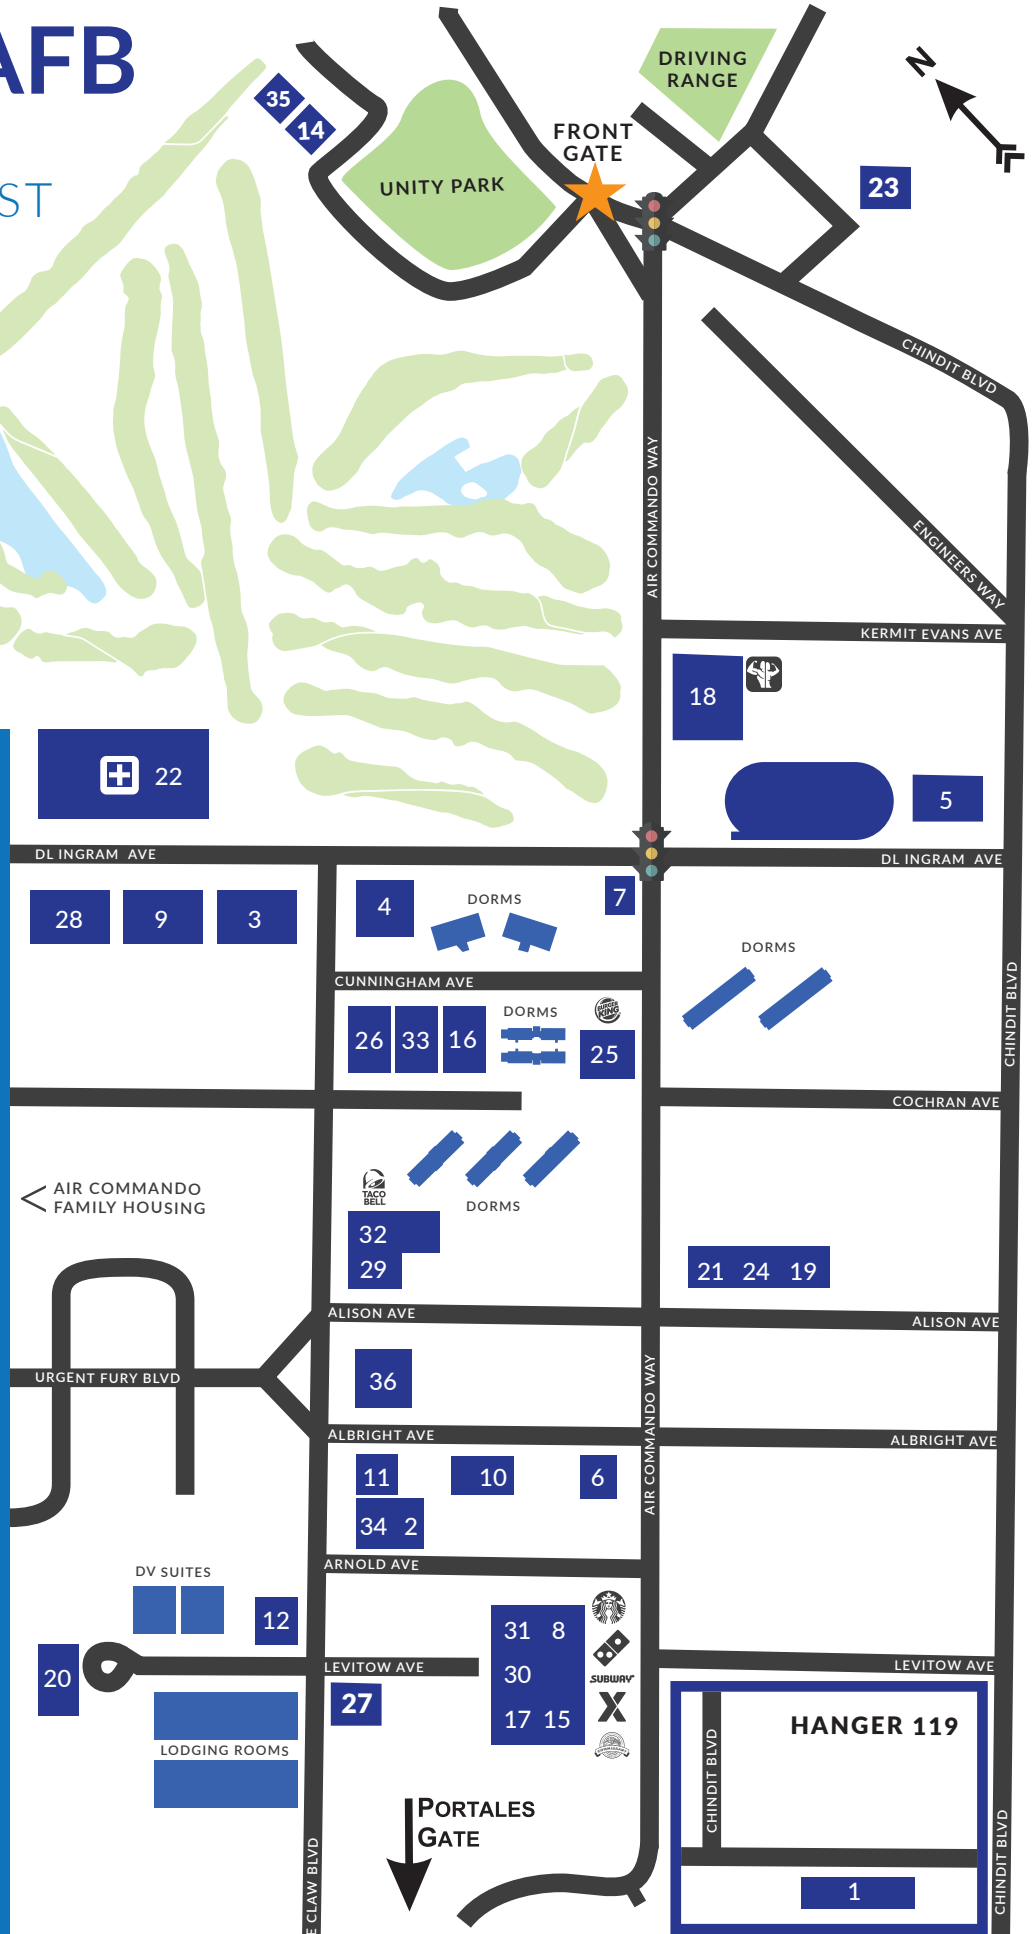 AFB
ST
35
14
DRIVING
RANGE
N
FRONT
GATE
UNITY PARK
23
CHINDIT BLVD
AIR COMMANDO WAY
ENGINEERS WAY
KERMIT EVANS AVE
18
22
5
DL INGRAM AVE
DL INGRAM AVE
28
9
3
4
DORMS
7
DORMS
CUNNINGHAM AVE
CHINDIT BLVD
26
33
16
DORMS
BURGER
KING
25
COCHRAN AVE
AIR COMMANDO
FAMILY HOUSING
TACO
BELL
DORMS
32
29
21 24 19
ALISON AVE
ALISON AVE
URGENT FURY BLVD
36
AIR COMMANDO WAY
ALBRIGHT AVE
ALBRIGHT AVE
11
10
6
34 2
ARNOLD AVE
DV SUITES
12
20
LEVITOW AVE
31 8
30
17 15
SUBWAY
X
LEVITOW AVE
27
LODGING ROOMS
HANGER 119
CHINDIT BLVD
PORTALES
GATE
E CLAW BLVD
1
CHINDIT BLVD